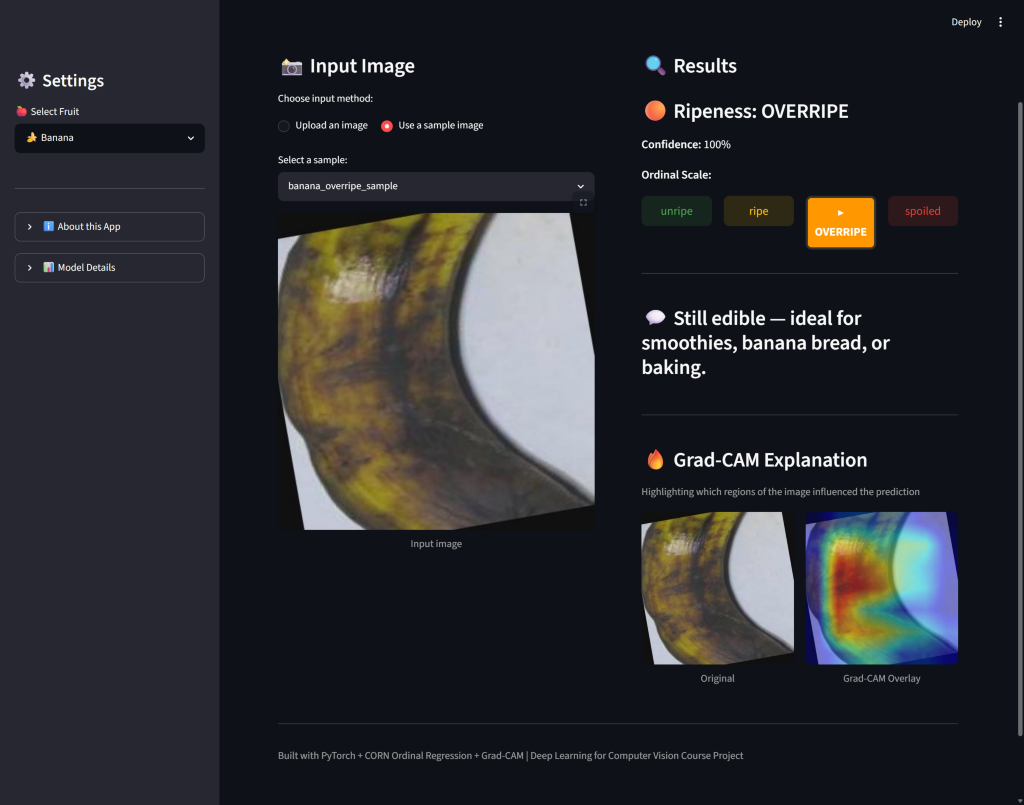 Deploy
Settings
Select Fruit
Banana
About this App
Model Details
Input Image
Choose input method:
Upload an image
Use a sample image
Select a sample:
banana_overripe_sample
Input image
Results
Ripeness: OVERRIPE
Confidence: 100%
Ordinal Scale:
unripe
ripe
OVERRIPE
spoiled
Still edible — ideal for
smoothies, banana bread, or
baking.
Grad-CAM Explanation
Highlighting which regions of the image influenced the prediction
Original
Grad-CAM Overlay
Built with PyTorch + CORN Ordinal Regression + Grad-CAM | Deep Learning for Computer Vision Course Project